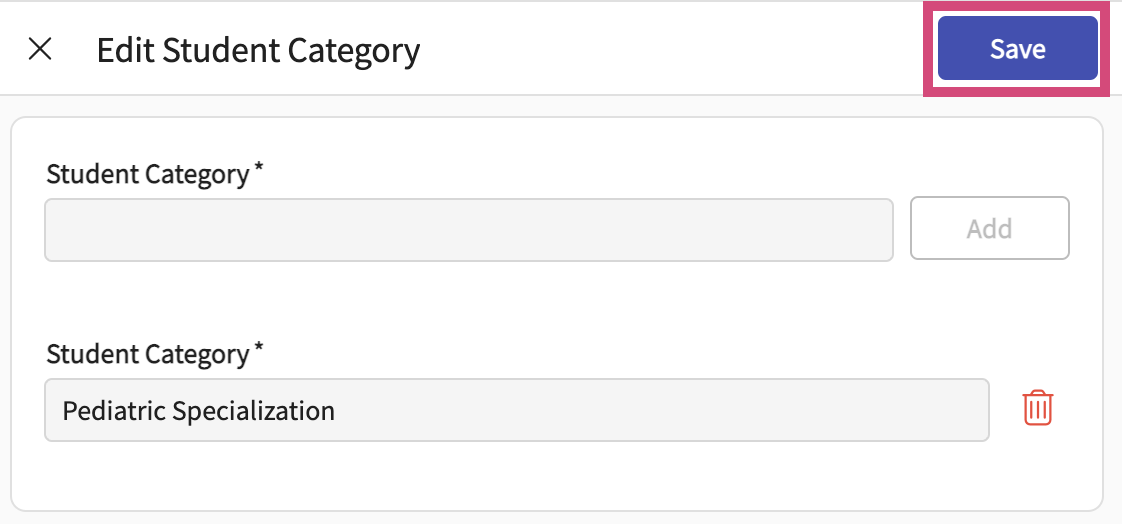 Edit Student Category
Save
Student Category*
Add
Student Category*
Pediatric Specialization